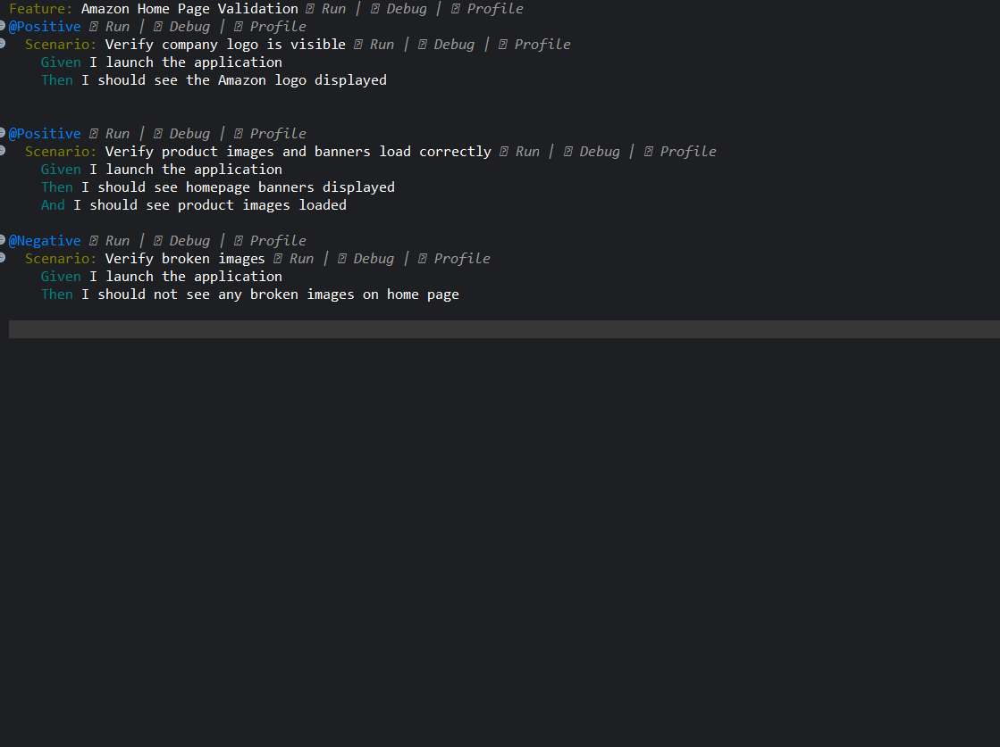 Feature: Amazon Home Page Validation Run | Debug | Profile
@Positive Run | Debug | Profile
Scenario: Verify company logo is visible Run | Debug | Profile
Given I launch the application
Then I should see the Amazon logo displayed
@Positive Run | Debug | Profile
Scenario: Verify product images and banners load correctly Run | Debug | Profile
Given I launch the application
Then I should see homepage banners displayed
And I should see product images loaded
@Negative Run | Debug | Profile
Scenario: Verify broken images Run | Debug | Profile
Given I launch the application
Then I should not see any broken images on home page